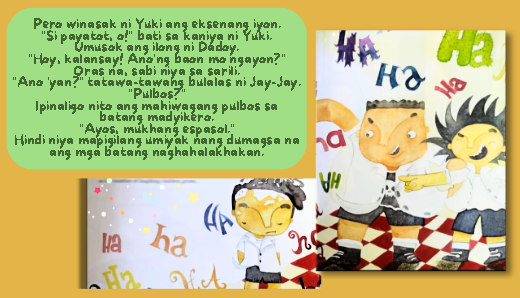 Pero winasak ni Yuki ang eksenang iyon.
"Si payatot, o!" bati sa kaniya ni Yuki.
Umusok ang ilong ni Dadoy.
"Hoy, kalansay! Ano'ng baon mo ngayon?"
Oras na, sabi niya sa sarili.
"Ano 'yan?" tatawa-tawang bulalas ni Jay-Jay.
"Pulbos?"
Ipinaligo nito ang mahiwagang pulbos sa
batang madyikero.
"Ayos, mukhang espasol."
Hindi niya mapigilang umiyak nang dumagsa na
ang mga batang naghahalakhakan.
HA
Ha
Ha
Ha
ha
HA
HA
Ha
ha
Ha
HA